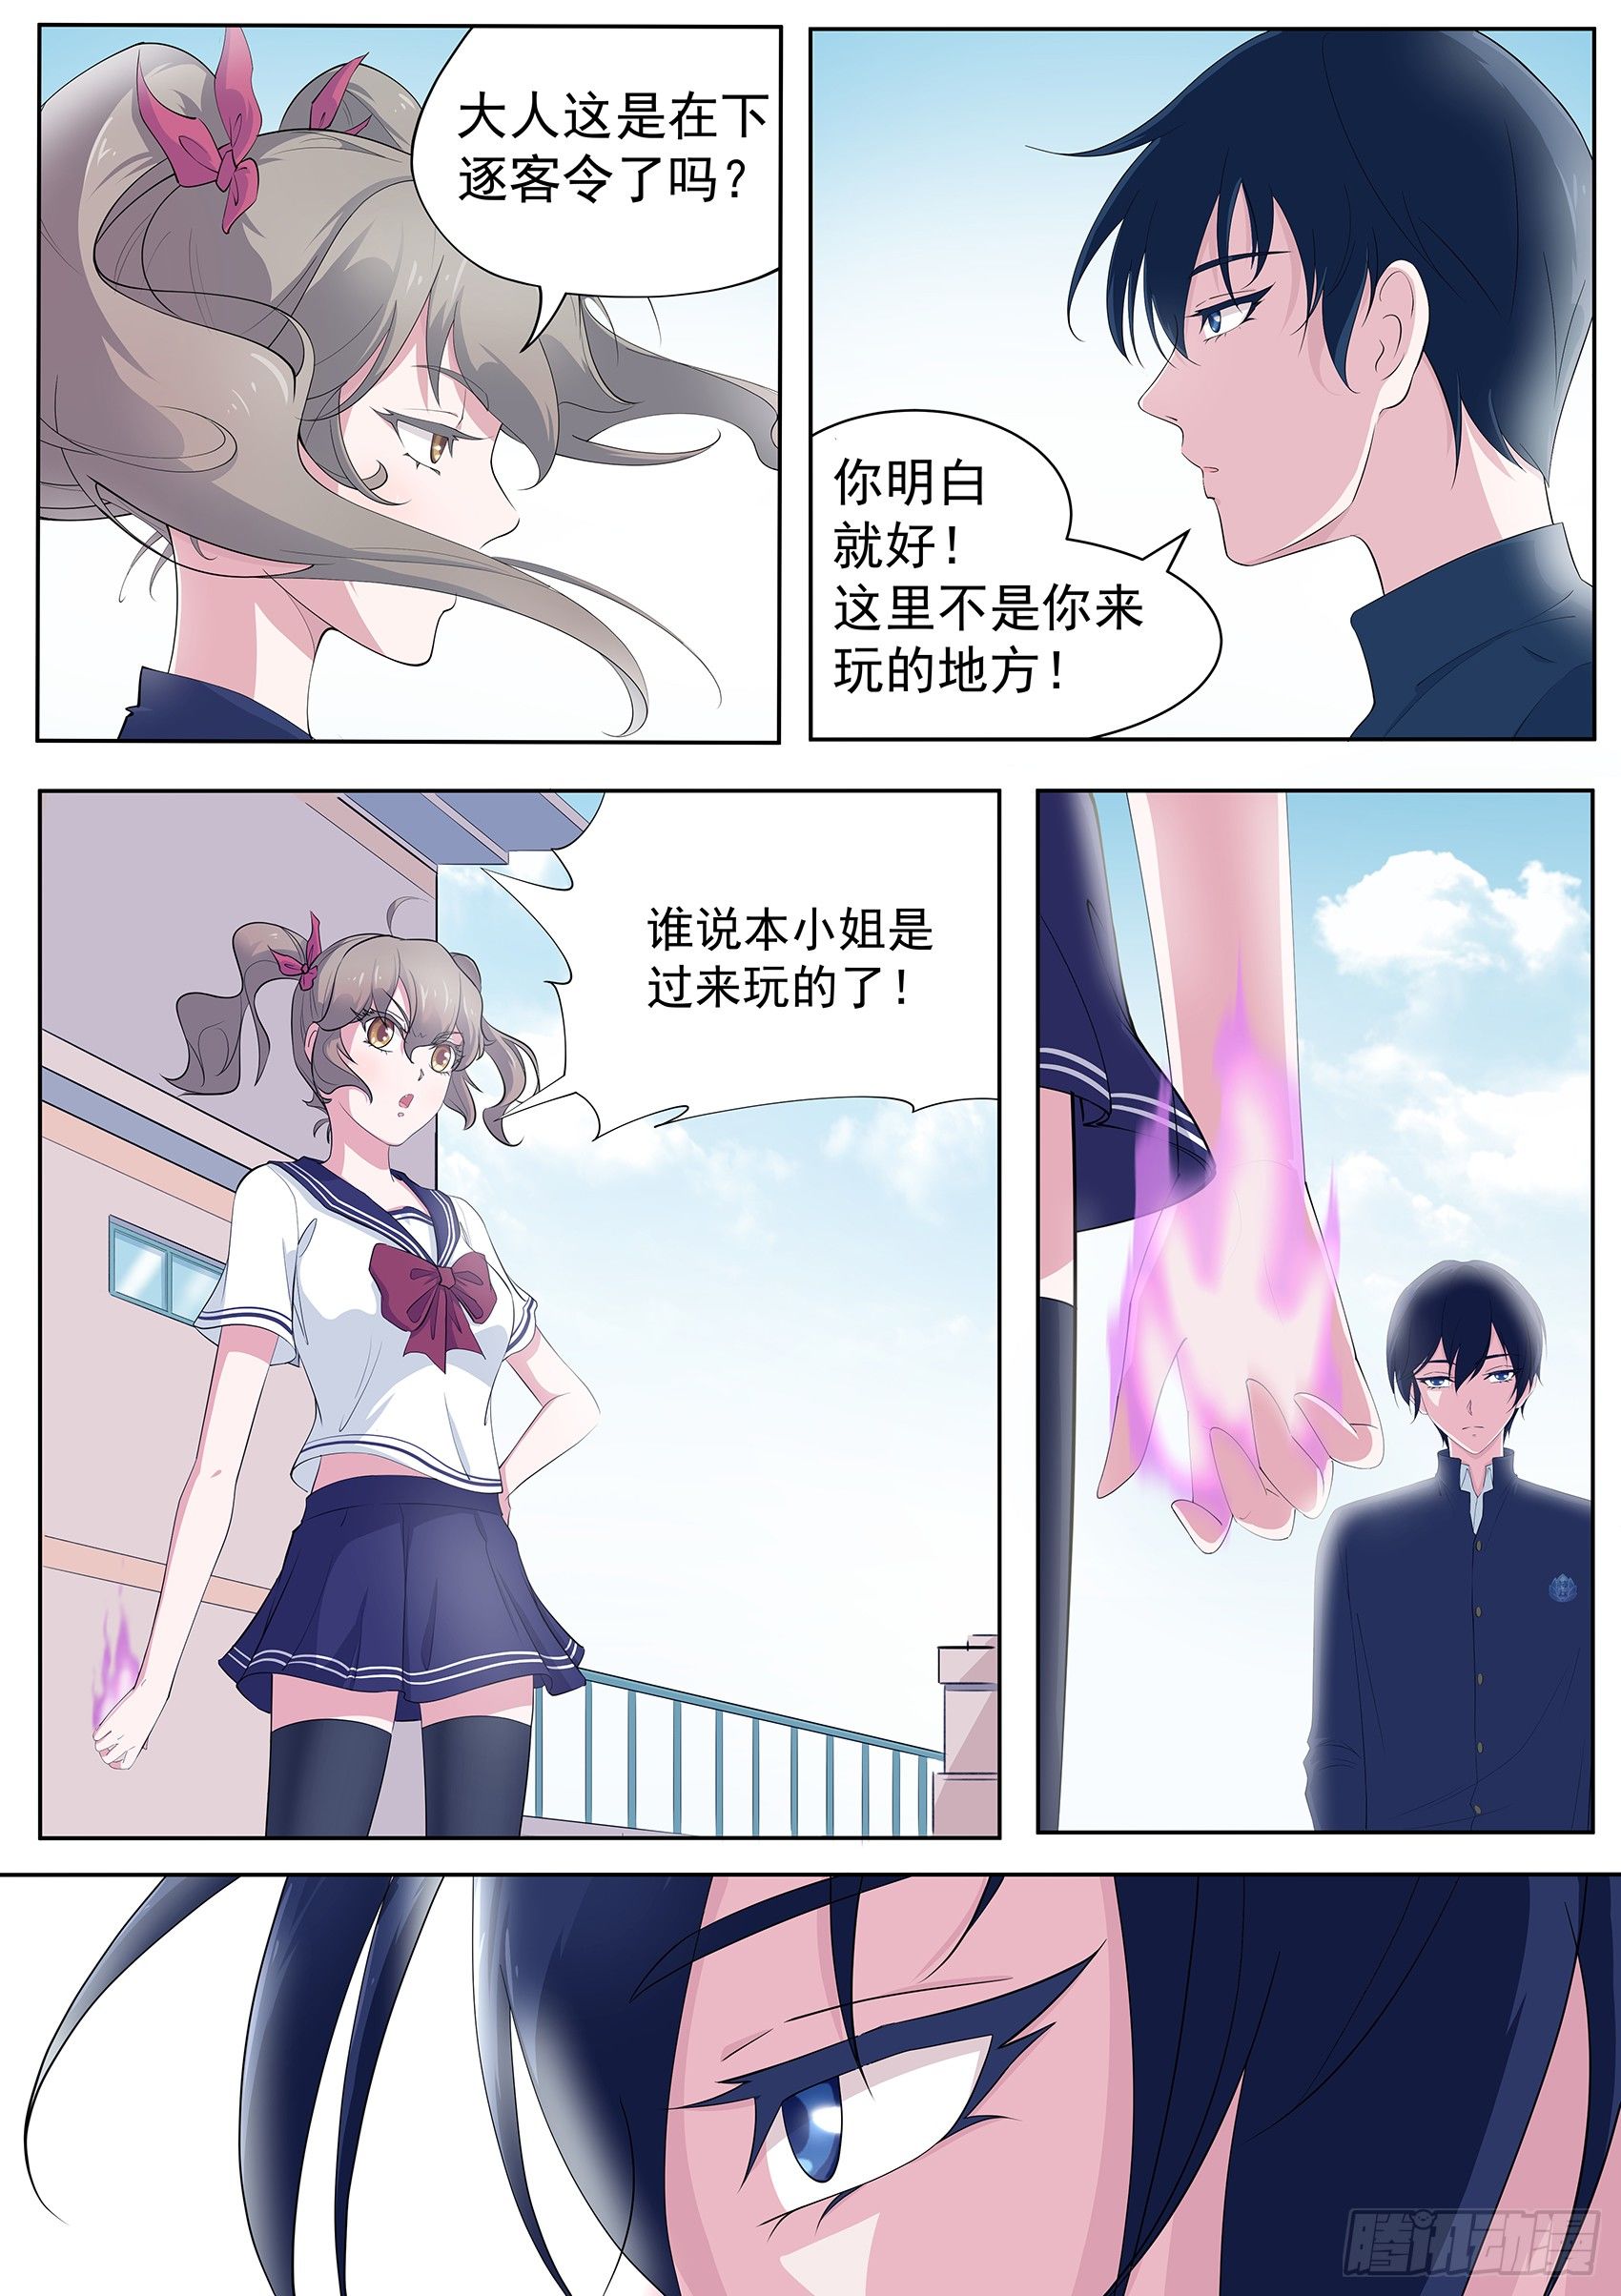 大人这是在下
逐客令了吗？
你明白
就好！
这里不是你来
玩的地方！
谁说本小姐是
过来玩的了！
腾讯动漫